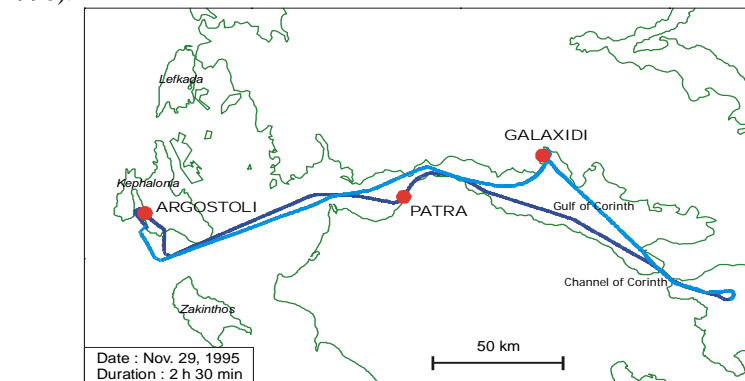 Lefkada
GALAXIDI
Kephalonia
ARGOSTOLI
PATRA
Gulf of Corinth
Channel of Corinth
Zakinthos
50 km
Date : Nov. 29, 1995
Duration : 2 h 30 min